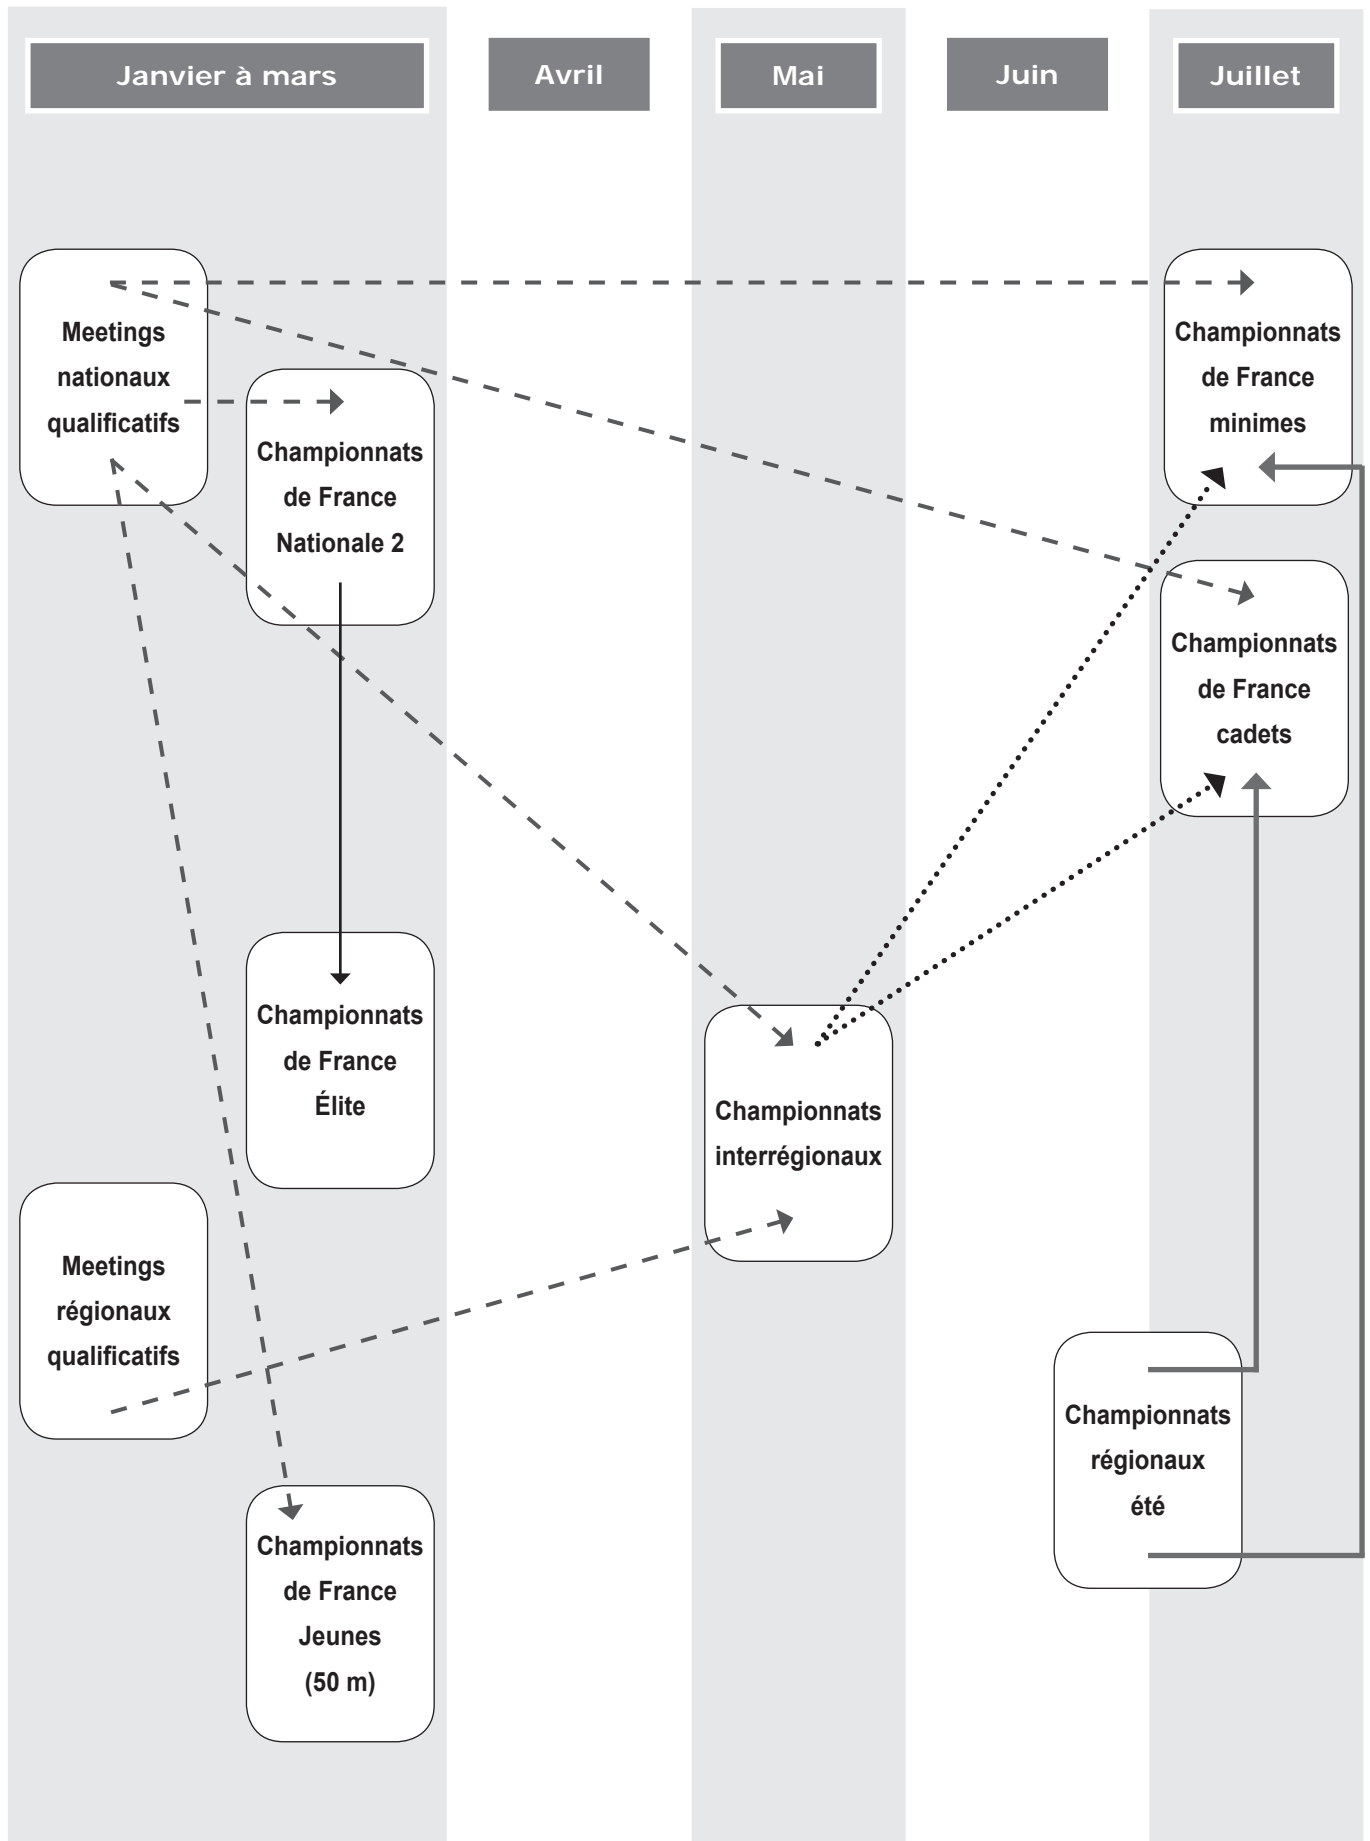 Janvier à mars
Avril
Mai
Juin
Juillet
Meetings
nationaux
qualificatifs
Championnats
de France
Nationale 2
Championnats
de France
Élite
Meetings
régionaux
qualificatifs
Championnats
de France
Jeunes
(50 m)
Championnats
interrégionaux
Championnats
de France
minimes
Championnats
de France
cadets
Championnats
régionaux
été